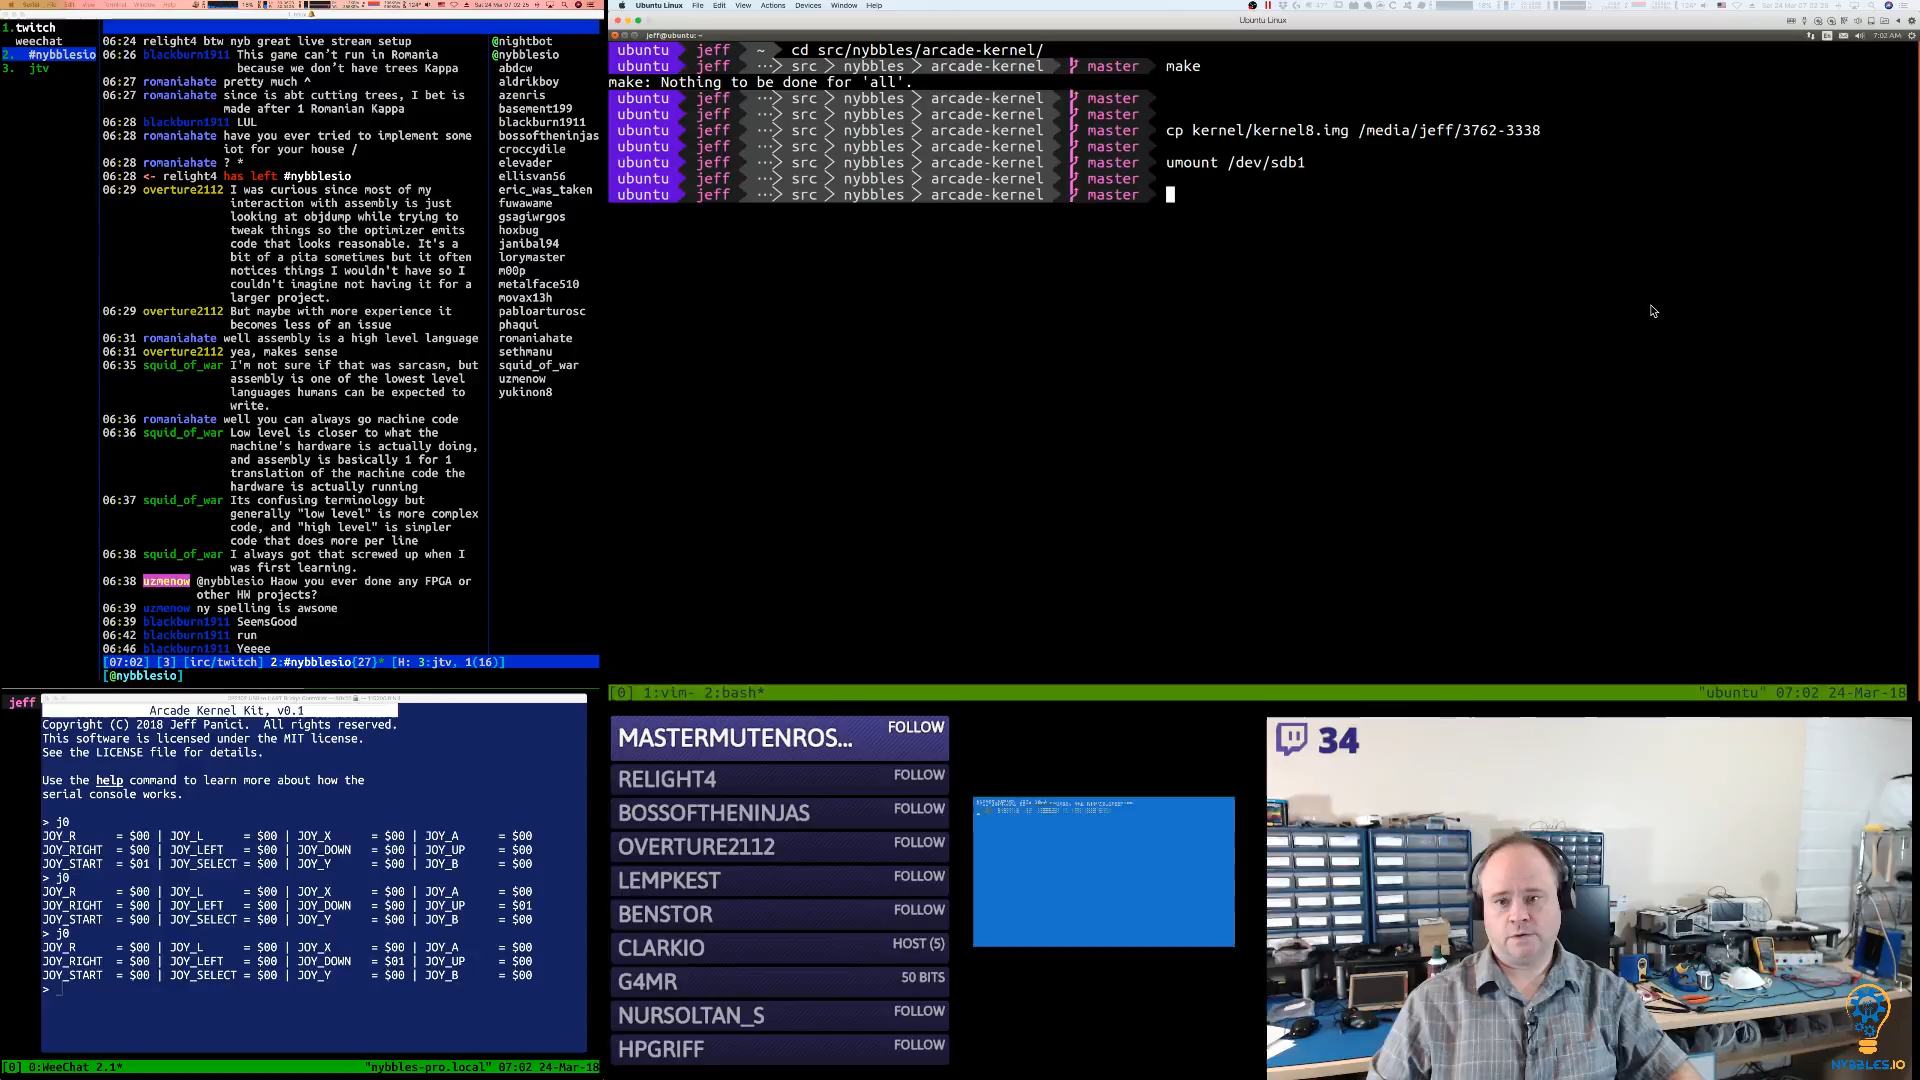 Ubuntu Linux File Edit View Actions Devices Window Help
Ubuntu Linux
jeff@ubuntu: ~
7:02 AM
1.twitch
weechat
2. #nybblesio
3. jtv
06:24 relight4 btw nyb great live stream setup
06:26 blackburn1911 This game can't run in Romania
because we don't have trees Kappa
06:27 romaniahate pretty much ^
06:27 romaniahate since is abt cutting trees, I bet is
made after 1 Romanian Kappa
06:28 blackburn1911 LUL
06:28 romaniahate have you ever tried to implement some
iot for your house /
06:28 romaniahate ? *
06:28 <- relight4 has left #nybblesio
06:29 overture2112 I was curious since most of my
interaction with assembly is just
looking at objdump while trying to
tweak things so the optimizer emits
code that looks reasonable. It's a
bit of a pita sometimes but it often
notices things I wouldn't have so I
couldn't imagine not having it for a
larger project.
06:29 overture2112 But maybe with more experience it
becomes less of an issue
06:31 romaniahate well assembly is a high level language
06:31 overture2112 yea, makes sense
06:35 squid_of_war I'm not sure if that was sarcasm, but
assembly is one of the lowest level
languages humans can be expected to
write.
06:36 romaniahate well you can always go machine code
06:36 squid_of_war Low level is closer to what the
machine's hardware is actually doing,
and assembly is basically 1 for 1
translation of the machine code the
hardware is actually running
06:37 squid_of_war Its confusing terminology but
generally "low level" is more complex
code, and "high level" is simpler
code that does more per line
06:38 squid_of_war I always got that screwed up when I
was first learning.
06:38 uzmenow @nybblesio Haow you ever done any FPGA or
other HW projects?
06:39 uzmenow ny spelling is awsome
06:39 blackburn1911 SeemsGood
06:42 blackburn1911 run
06:46 blackburn1911 Yeeee
[07:02] [3] [irc/twitch] 2:#nybblesio{27}* [H: 3:jtv, 1(16)]
[@nybblesio]
@nightbot
@nybblesio
abdcw
aldrikboy
azenris
basement199
blackburn1911
bossoftheninjas
croccydile
elevader
ellisvan56
eric_was_taken
fuwawame
gsagiwrgos
hoxbug
janibal94
lorymaster
m00p
metalface510
movax13h
pabloarturosc
phaqui
romaniahate
sethmanu
squid_of_war
uzmenow
yukinon8
ubuntu jeff ~ cd src/nybbles/arcade-kernel/
ubuntu jeff ··· src nybbles arcade-kernel master make
make: Nothing to be done for 'all'.
ubuntu jeff ··· src nybbles arcade-kernel master
ubuntu jeff ··· src nybbles arcade-kernel master
ubuntu jeff ··· src nybbles arcade-kernel master cp kernel/kernel8.img /media/jeff/3762-3338
ubuntu jeff ··· src nybbles arcade-kernel master
ubuntu jeff ··· src nybbles arcade-kernel master umount /dev/sdb1
ubuntu jeff ··· src nybbles arcade-kernel master
ubuntu jeff ··· src nybbles arcade-kernel master
[0] 1:vim- 2:bash* "ubuntu" 07:02 24-Mar-18
jeff
Arcade Kernel Kit, v0.1
Copyright (C) 2018 Jeff Panici. All rights reserved.
This software is licensed under the MIT license.
See the LICENSE file for details.
Use the help command to learn more about how the
serial console works.
> j0
JOY_R = $00 | JOY_L = $00 | JOY_X = $00 | JOY_A = $00
JOY_RIGHT = $00 | JOY_LEFT = $00 | JOY_DOWN = $00 | JOY_UP = $00
JOY_START = $01 | JOY_SELECT = $00 | JOY_Y = $00 | JOY_B = $00
> j0
JOY_R = $00 | JOY_L = $00 | JOY_X = $00 | JOY_A = $00
JOY_RIGHT = $00 | JOY_LEFT = $00 | JOY_DOWN = $00 | JOY_UP = $01
JOY_START = $00 | JOY_SELECT = $00 | JOY_Y = $00 | JOY_B = $00
> j0
JOY_R = $00 | JOY_L = $00 | JOY_X = $00 | JOY_A = $00
JOY_RIGHT = $00 | JOY_LEFT = $00 | JOY_DOWN = $01 | JOY_UP = $00
JOY_START = $00 | JOY_SELECT = $00 | JOY_Y = $00 | JOY_B = $00
> _
[0] 0:WeeChat 2.1* "nybbles-pro.local" 07:02 24-Mar-18
MASTERMUTENROS... FOLLOW
RELIGHT4 FOLLOW
BOSSOFTHENINJAS FOLLOW
OVERTURE2112 FOLLOW
LEMPKEST FOLLOW
BENSTOR FOLLOW
CLARKIO HOST (5)
G4MR 50 BITS
NURSOLTAN_S FOLLOW
HPGRIFF FOLLOW
34
NYBBLES.IO